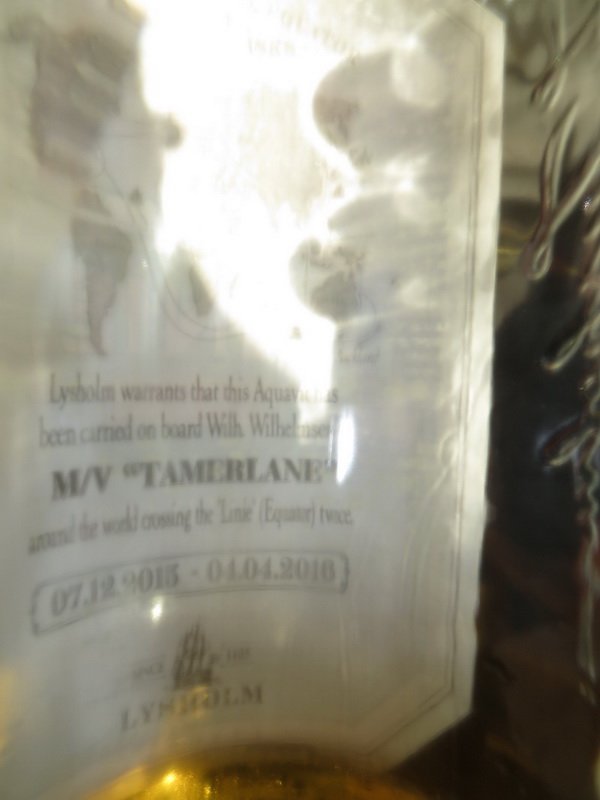 Lysholm warrants that this Aquavit has
been carried on board Wilh. Wilhelmsen
M/V “TAMERLANE”
around the world crossing the 'Linie' (Equator) twice.
07.12.2015 - 04.04.2016
SINCE
LYSHOLM